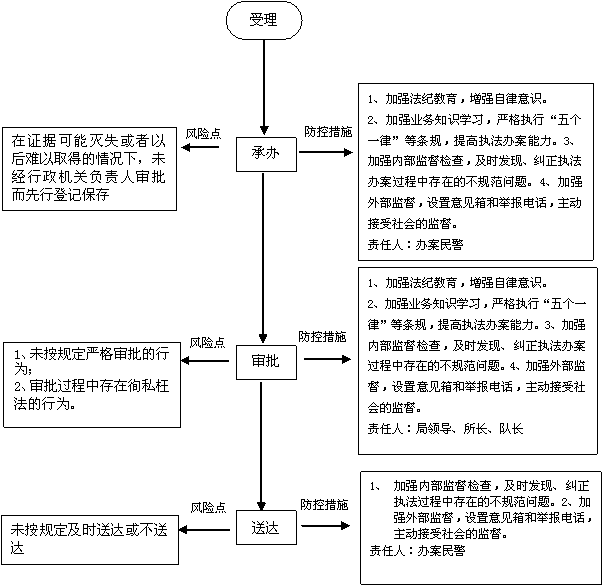 受理
风险点
在证据可能灭失或者以
后难以取得的情况下，未
经行政机关负责人审批
而先行登记保存
承办
防控措施
1、加强法纪教育，增强自律意识。
2、加强业务知识学习，严格执行“五个
一律”等条规，提高执法办案能力。3、
加强内部监督检查，及时发现、纠正执法
办案过程中存在的不规范问题。4、加强
外部监督，设置意见箱和举报电话，主动
接受社会的监督。
责任人：办案民警
风险点
1、未按规定严格审批的行
为；
2、审批过程中存在徇私枉
法的行为。
审批
防控措施
1、加强法纪教育，增强自律意识。
2、加强业务知识学习，严格执行“五个一
律”等条规，提高执法办案能力。3、加强
内部监督检查，及时发现、纠正执法办案
过程中存在的不规范问题。4、加强外部监
督，设置意见箱和举报电话，主动接受社
会的监督。
责任人：局领导、所长、队长
风险点
未按规定及时送达或不送
达
送达
防控措施
1、 加强内部监督检查，及时发现、纠正
执法过程中存在的不规范问题。2、加
强外部监督，设置意见箱和举报电话，
主动接受社会的监督。
责任人：办案民警